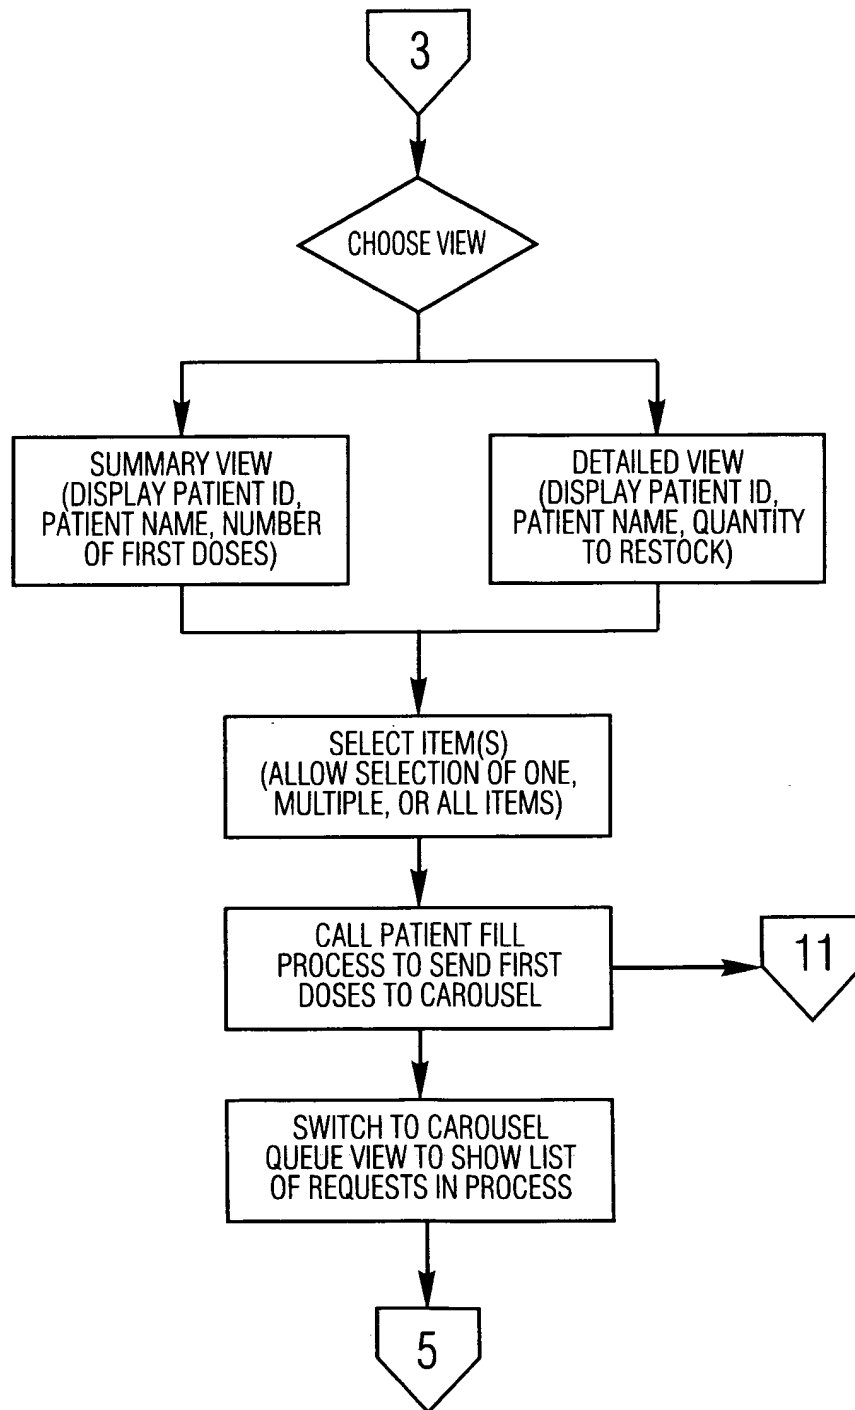 3
CHOOSE VIEW
SUMMARY VIEW
(DISPLAY PATIENT ID,
PATIENT NAME, NUMBER
OF FIRST DOSES)
DETAILED VIEW
(DISPLAY PATIENT ID,
PATIENT NAME, QUANTITY
TO RESTOCK)
SELECT ITEM(S)
(ALLOW SELECTION OF ONE,
MULTIPLE, OR ALL ITEMS)
CALL PATIENT FILL
PROCESS TO SEND FIRST
DOSES TO CAROUSEL
11
SWITCH TO CAROUSEL
QUEUE VIEW TO SHOW LIST
OF REQUESTS IN PROCESS
5